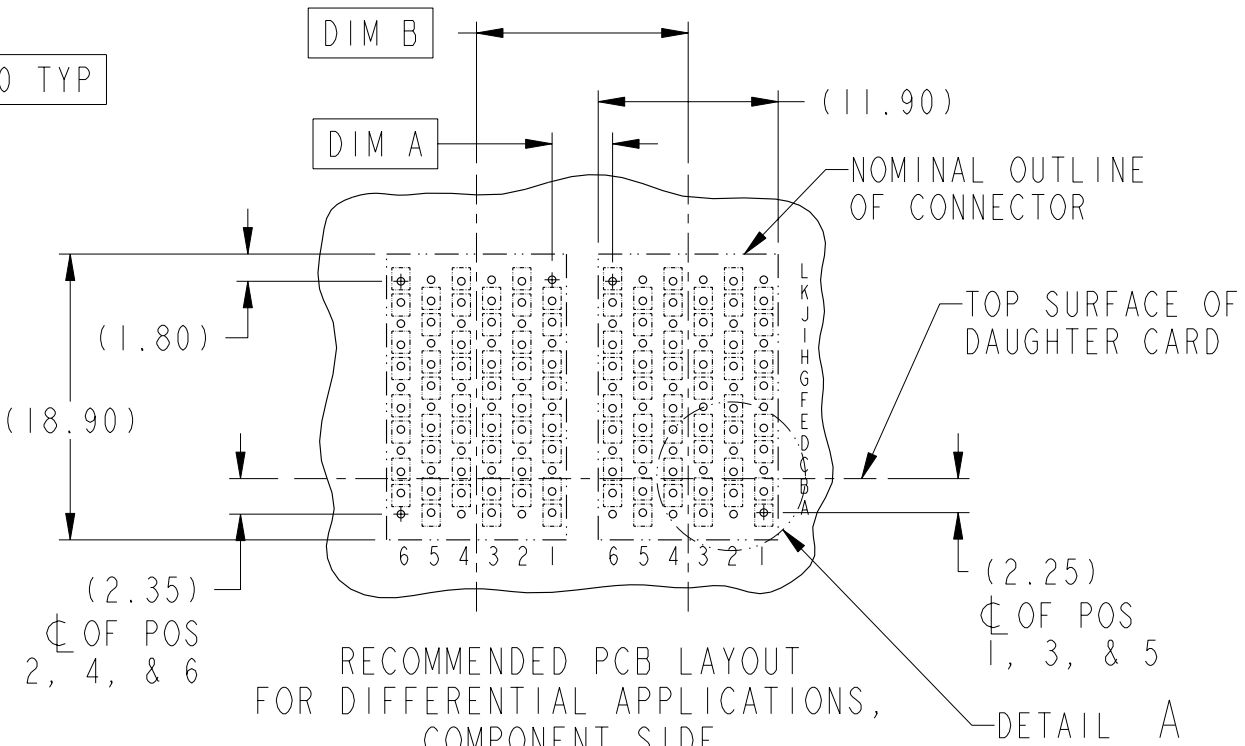 DIM B
0 TYP
(11.90)
DIM A
NOMINAL OUTLINE
OF CONNECTOR
L
K
J
I
H
G
F
E
D
C
B
A
TOP SURFACE OF
DAUGHTER CARD
(1.80)
(18.90)
6 5 4 3 2 1
6 5 4 3 2 1
(2.35)
℄ OF POS
2, 4, & 6
(2.25)
℄ OF POS
1, 3, & 5
RECOMMENDED PCB LAYOUT
FOR DIFFERENTIAL APPLICATIONS,
COMPONENT SIDE
DETAIL A